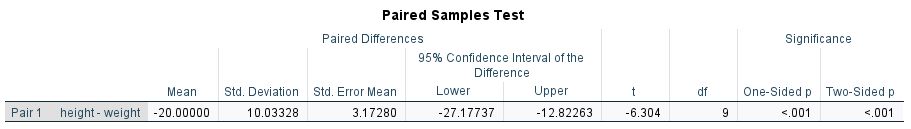 Paired Samples Test
Paired Differences
Significance
95% Confidence Interval of the
Difference
Mean Std. Deviation Std. Error Mean Lower Upper t df One-Sided p Two-Sided p
Pair 1 height - weight -20.00000 10.03328 3.17280 -27.17737 -12.82263 -6.304 9 <.001 <.001